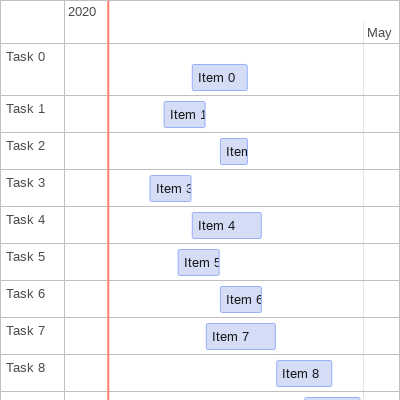 2020
May
Task 0
Item 0
Task 1
Item 1
Task 2
Item
Task 3
Item 3
Task 4
Item 4
Task 5
Item 5
Task 6
Item 6
Task 7
Item 7
Task 8
Item 8